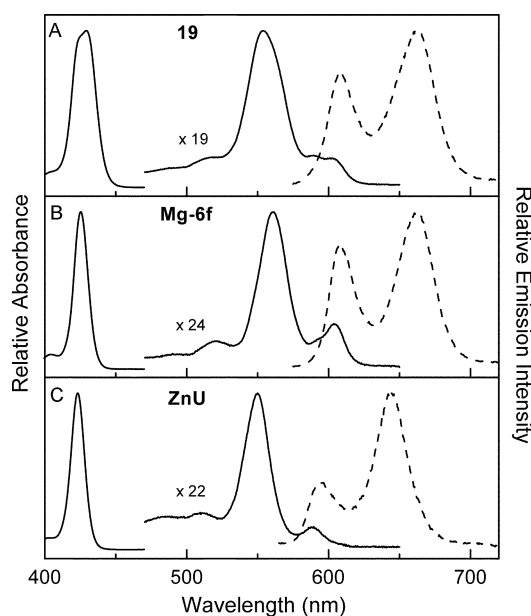 A
19
x 19
B
Mg-6f
x 24
C
ZnU
x 22
Relative Absorbance
Relative Emission Intensity
400 500 600 700
Wavelength (nm)